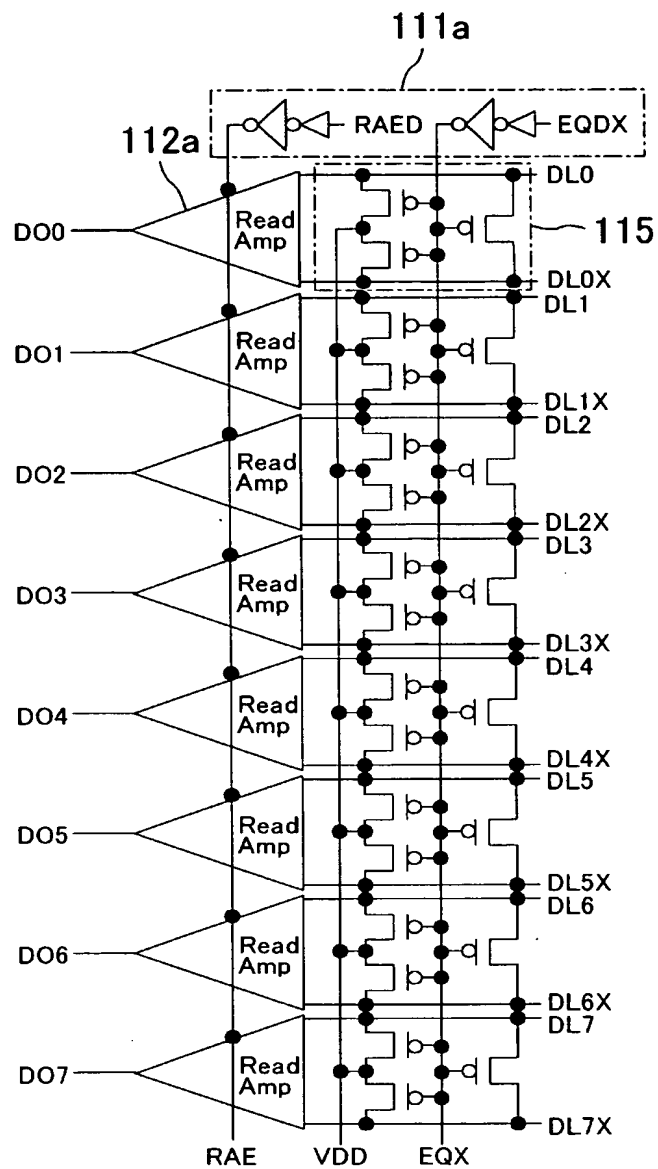 111a
RAED
EQDX
112a
DL0
Read
Amp
DO0
115
DL0X
DL1
Read
Amp
DO1
DL1X
DL2
Read
Amp
DO2
DL2X
DL3
Read
Amp
DO3
DL3X
DL4
Read
Amp
DO4
DL4X
DL5
Read
Amp
DO5
DL5X
DL6
Read
Amp
DO6
DL6X
DL7
Read
Amp
DO7
DL7X
RAE
VDD
EQX